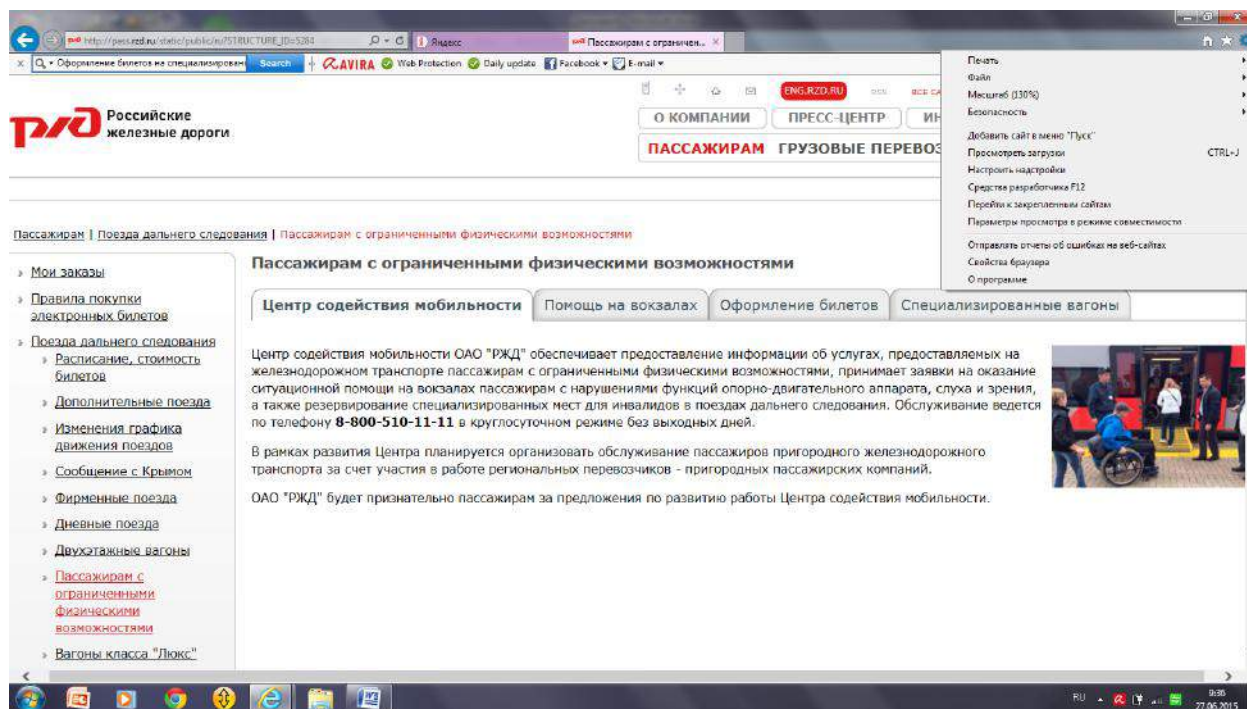 http://pass.rzd.ru/static/public/ru?STRUCTURE_ID=5284
Яндекс
Пассажирам с ограничен...
Оформление билетов на специализирован
Search
AVIRA
Web Protection
Daily update
Facebook
E-mail
Печать
Файл
Масштаб (130%)
Безопасность
Добавить сайт в меню "Пуск"
Просмотреть загрузки CTRL+J
Настроить надстройки
Средства разработчика F12
Перейти к закрепленным сайтам
Параметры просмотра в режиме совместимости
Отправлять отчеты об ошибках на веб-сайтах
Свойства браузера
О программе
ENG.RZD.RU
Российские
железные дороги
О КОМПАНИИ
ПРЕСС-ЦЕНТР
ИН
ПАССАЖИРАМ
ГРУЗОВЫЕ ПЕРЕВОЗ
Пассажирам | Поезда дальнего следования | Пассажирам с ограниченными физическими возможностями
Мои заказы
Правила покупки
электронных билетов
Поезда дальнего следования
Расписание, стоимость
билетов
Дополнительные поезда
Изменения графика
движения поездов
Сообщение с Крымом
Фирменные поезда
Дневные поезда
Двухэтажные вагоны
Пассажирам с
ограниченными
физическими
возможностями
Вагоны класса "Люкс"
Пассажирам с ограниченными физическими возможностями
Центр содействия мобильности
Помощь на вокзалах
Оформление билетов
Специализированные вагоны
Центр содействия мобильности ОАО "РЖД" обеспечивает предоставление информации об услугах, предоставляемых на
железнодорожном транспорте пассажирам с ограниченными физическими возможностями, принимает заявки на оказание
ситуационной помощи на вокзалах пассажирам с нарушениями функций опорно-двигательного аппарата, слуха и зрения,
а также резервирование специализированных мест для инвалидов в поездах дальнего следования. Обслуживание ведется
по телефону 8-800-510-11-11 в круглосуточном режиме без выходных дней.
В рамках развития Центра планируется организовать обслуживание пассажиров пригородного железнодорожного
транспорта за счет участия в работе региональных перевозчиков - пригородных пассажирских компаний.
ОАО "РЖД" будет признательно пассажирам за предложения по развитию работы Центра содействия мобильности.
RU
9:36
27.06.2015